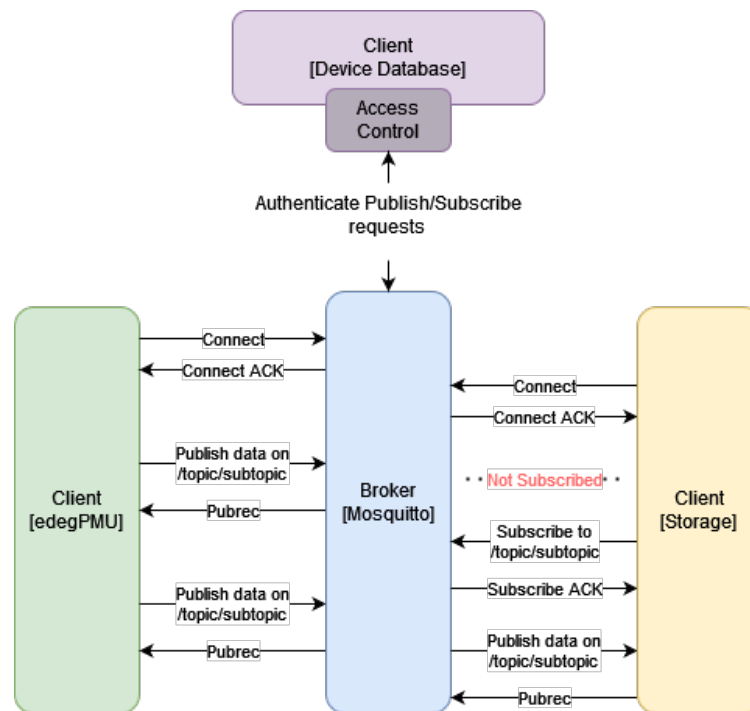 Client
[Device Database]
Access
Control
Authenticate Publish/Subscribe
requests
Connect
Connect ACK
Connect
Connect ACK
Publish data on
/topic/subtopic
Not Subscribed
Client
[edegPMU]
Broker
[Mosquitto]
Client
[Storage]
Pubrec
Subscribe to
/topic/subtopic
Publish data on
/topic/subtopic
Subscribe ACK
Pubrec
Publish data on
/topic/subtopic
Pubrec